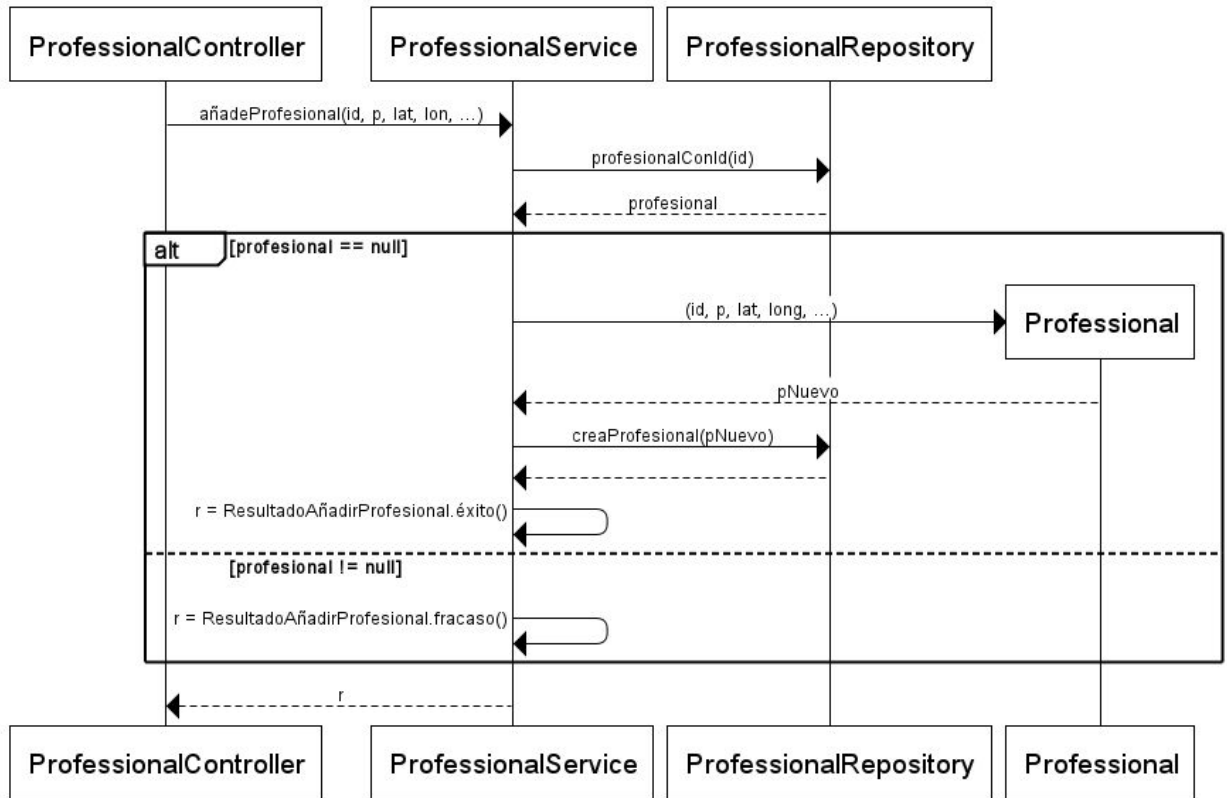 ProfessionalController
ProfessionalService
ProfessionalRepository
añadeProfesional(id, p, lat, lon, ...)
profesionalConId(id)
profesional
alt
[profesional == null]
(id, p, lat, long, ...)
Professional
pNuevo
creaProfesional(pNuevo)
r = ResultadoAñadirProfesional.éxito()
[profesional != null]
r = ResultadoAñadirProfesional.fracaso()
r
ProfessionalController
ProfessionalService
ProfessionalRepository
Professional